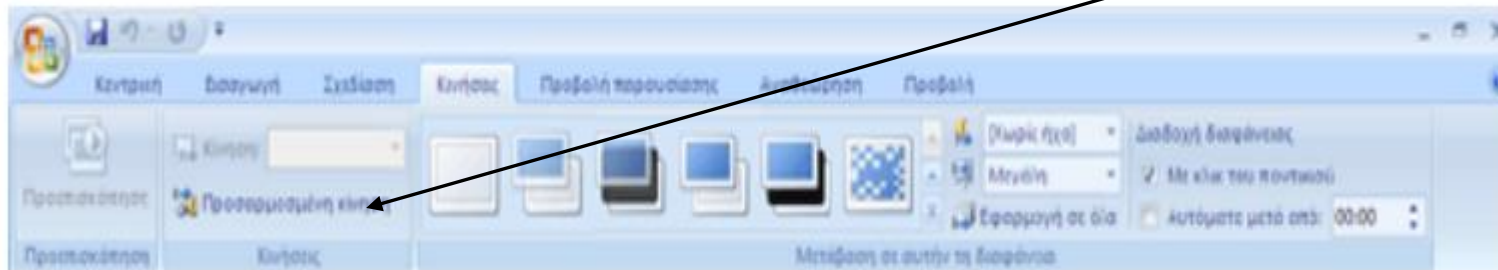 Κεντρική Εισαγωγή Σχεδίαση Κινήσεις Προβολή παρουσίασης Αναθεώρηση Προβολή
Κίνηση: [Χωρίς ήχο] Διαδοχή διαφάνειας
Προεπισκόπηση Προσαρμοσμένη κίνηση Μεγάλη Με κλικ του ποντικιού
Εφαρμογή σε όλα Αυτόματα μετά από: 00:00
Προεπισκόπηση Κινήσεις Μετάβαση σε αυτήν τη διαφάνεια